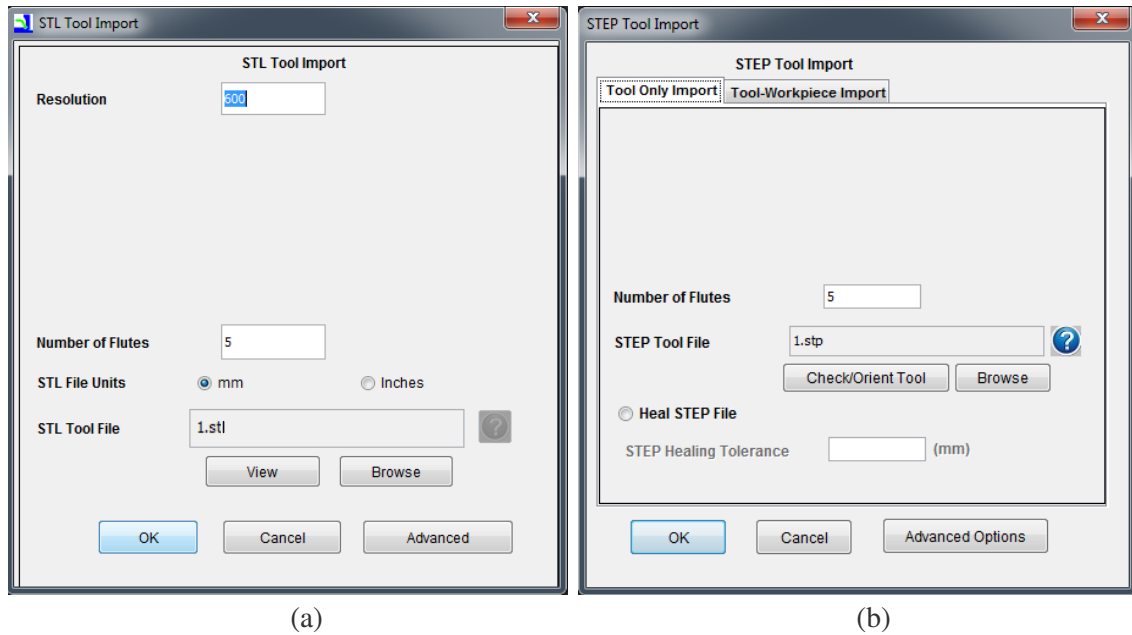 STL Tool Import
STL Tool Import
Resolution
600
Number of Flutes
5
STL File Units
mm
Inches
STL Tool File
1.stl
?
View
Browse
OK
Cancel
Advanced
(a)
STEP Tool Import
STEP Tool Import
Tool Only Import
Tool-Workpiece Import
Number of Flutes
5
STEP Tool File
1.stp
?
Check/Orient Tool
Browse
Heal STEP File
STEP Healing Tolerance
(mm)
OK
Cancel
Advanced Options
(b)